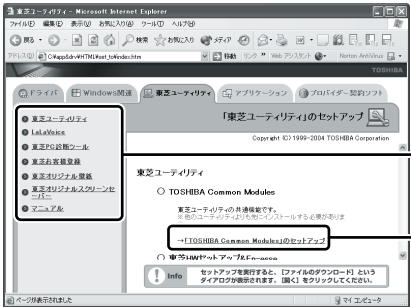 東芝ユーティリティ - Microsoft Internet Explorer
ファイル(F) 編集(E) 表示(V) お気に入り(A) ツール(T) ヘルプ(H)
戻る 検索 お気に入り メディア
アドレス(D) C:¥app&drv¥HTML¥set_to¥index.htm 移動 リンク Web アシスタント Norton AntiVirus
TOSHIBA
ドライバ Windows関連 東芝ユーティリティ アプリケーション プロバイダー契約ソフト
「東芝ユーティリティ」のセットアップ
Copyright (C) 1999-2004 TOSHIBA Corporation
東芝ユーティリティ
LaLaVoice
東芝PC診断ツール
東芝お客様登録
東芝オリジナル壁紙
東芝オリジナルスクリーンセーバー
マニュアル
東芝ユーティリティ
TOSHIBA Common Modules
東芝ユーティリティの共通機能です。
※他のユーティリティよりも先にインストールする必要がありま
→「TOSHIBA Common Modules」のセットアップ
東芝HWセットアップ&Fn-esse
Info セットアップを実行すると、[ファイルのダウンロード] という
ダイアログが表示されます。[開く] をクリックしてください。
ページが表示されました マイ コンピュータ